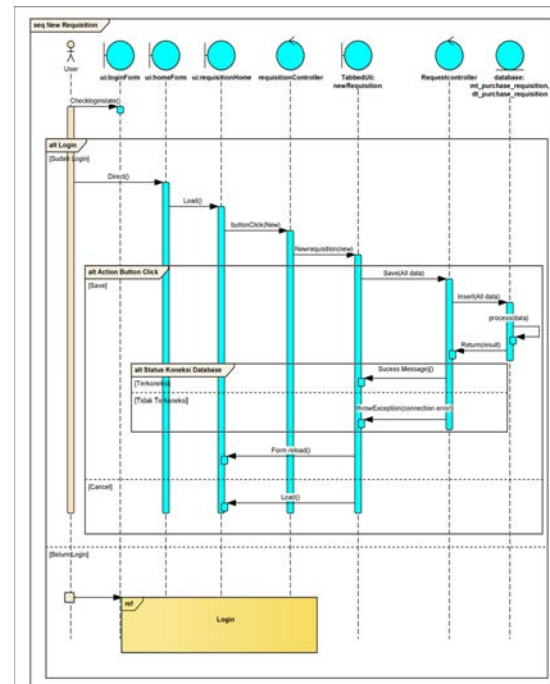 seq New Requisition
User
ui:loginForm
ui:homeForm
ui:requisitionHome
requisitionController
TabbedUi:
newRequisition
Requestcontroller
database:
mt_purchase_requisition,
dt_purchase_requisition
Checkloginstate()
alt Login
[Sudah Login]
Direct()
Load()
buttonClick(New)
Newrequisition(new)
alt Action Button Click
[Save]
Save(All data)
Insert(All data)
process(data)
Return(result)
alt Status Koneksi Database
Sucess Message()
[Terkoneksi]
[Tidak Terkoneksi]
throwException(connection error)
Form reload()
[Cancel]
Load()
[BelumLogin]
ref
Login